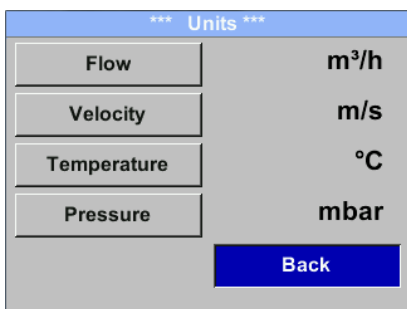 *** Units ***
Flow m³/h
Velocity m/s
Temperature °C
Pressure mbar
Back